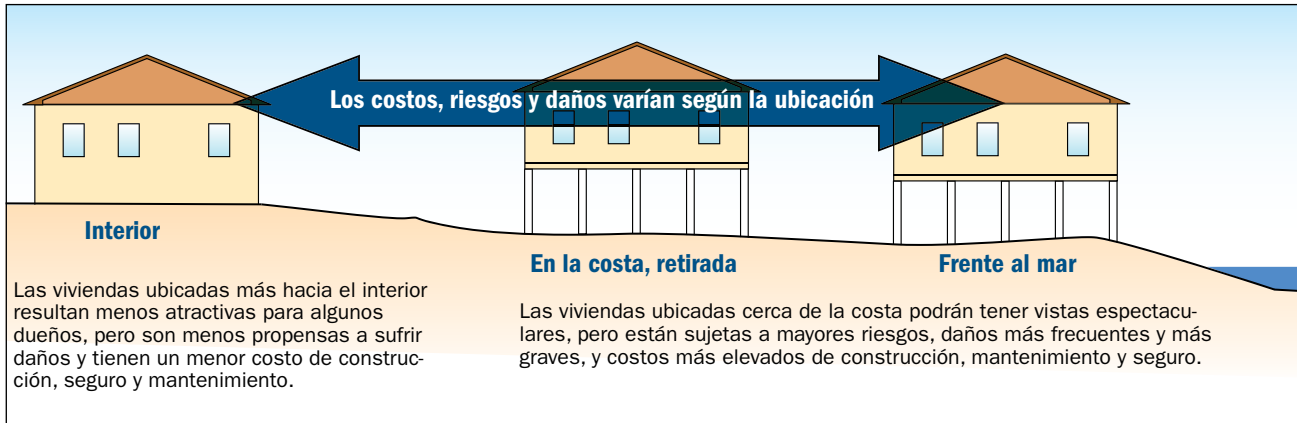 Los costos, riesgos y daños varían según la ubicación
Interior
Las viviendas ubicadas más hacia el interior
resultan menos atractivas para algunos
dueños, pero son menos propensas a sufrir
daños y tienen un menor costo de construc-
ción, seguro y mantenimiento.
En la costa, retirada
Frente al mar
Las viviendas ubicadas cerca de la costa podrán tener vistas espectacu-
lares, pero están sujetas a mayores riesgos, daños más frecuentes y más
graves, y costos más elevados de construcción, mantenimiento y seguro.